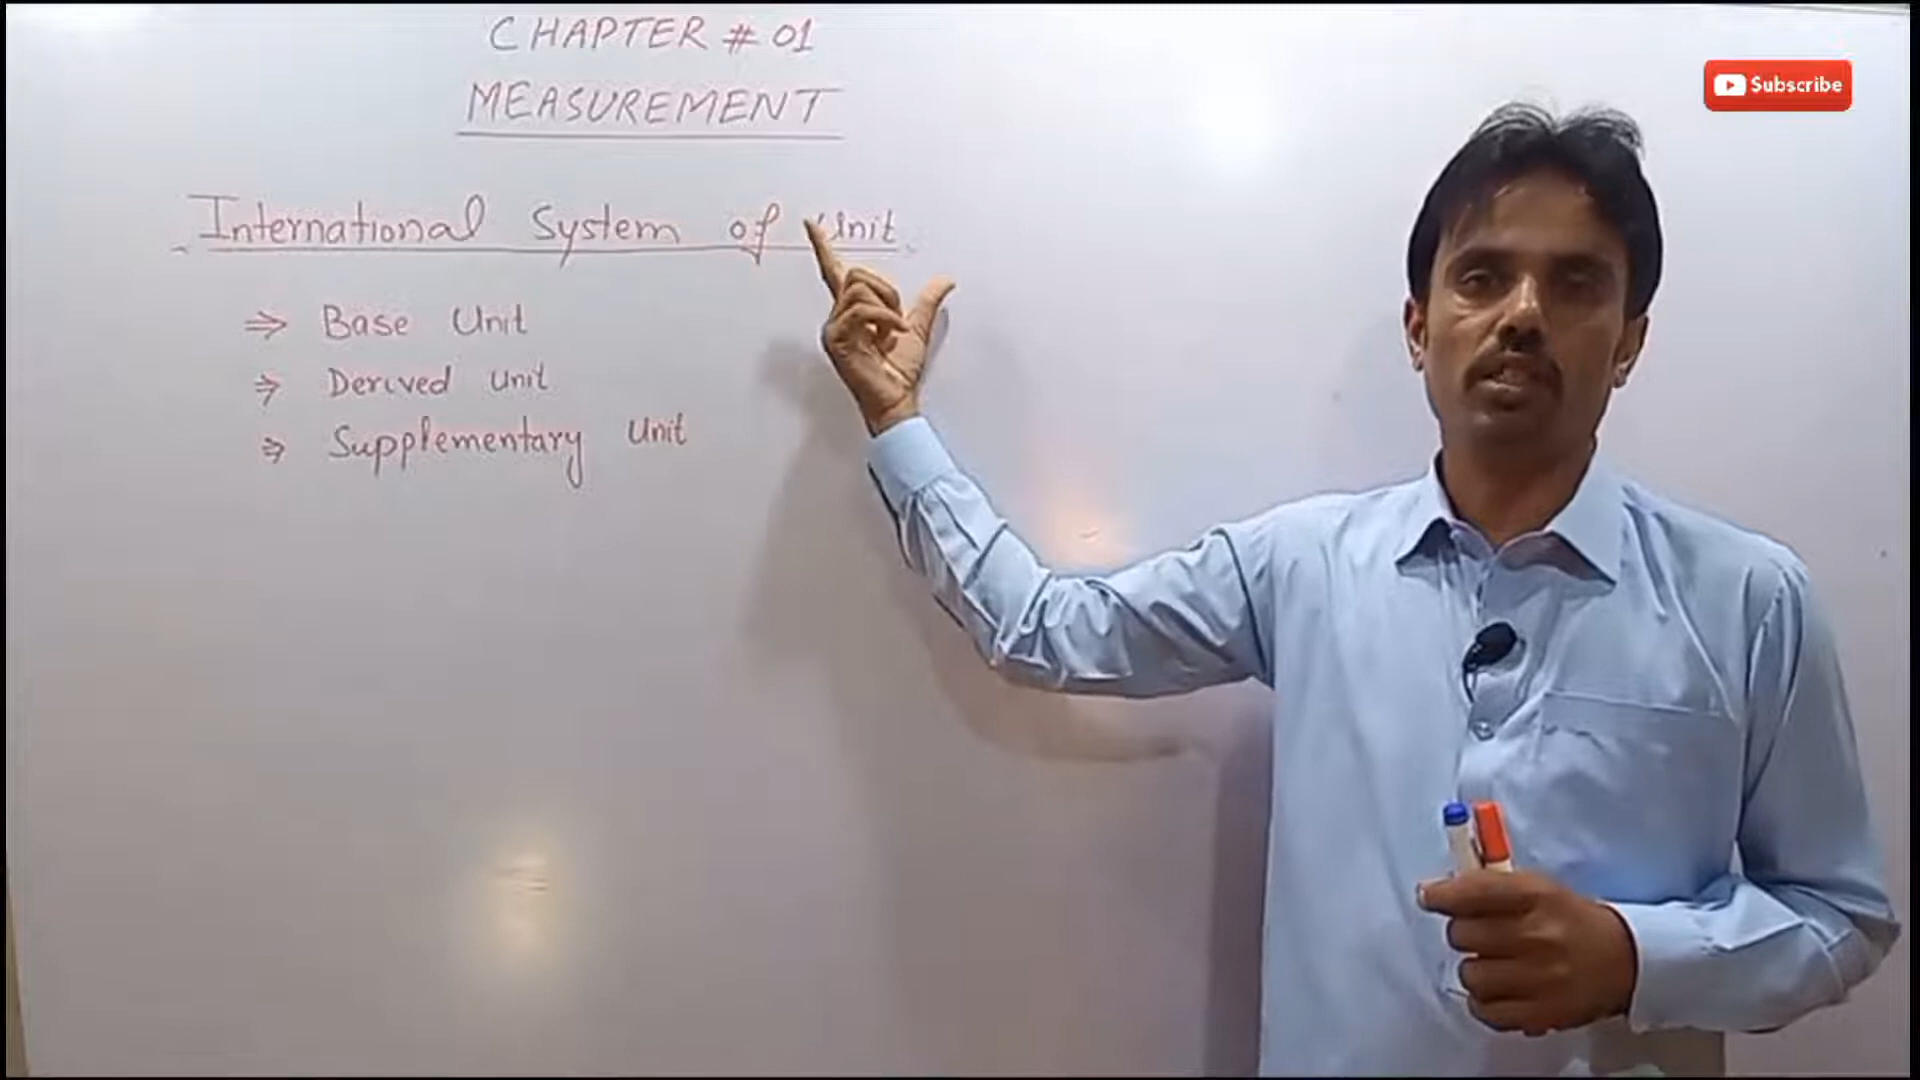 CHAPTER # 01
MEASUREMENT
Subscribe
International System of Unit
⇒ Base Unit
⇒ Derived Unit
⇒ Supplementary Unit